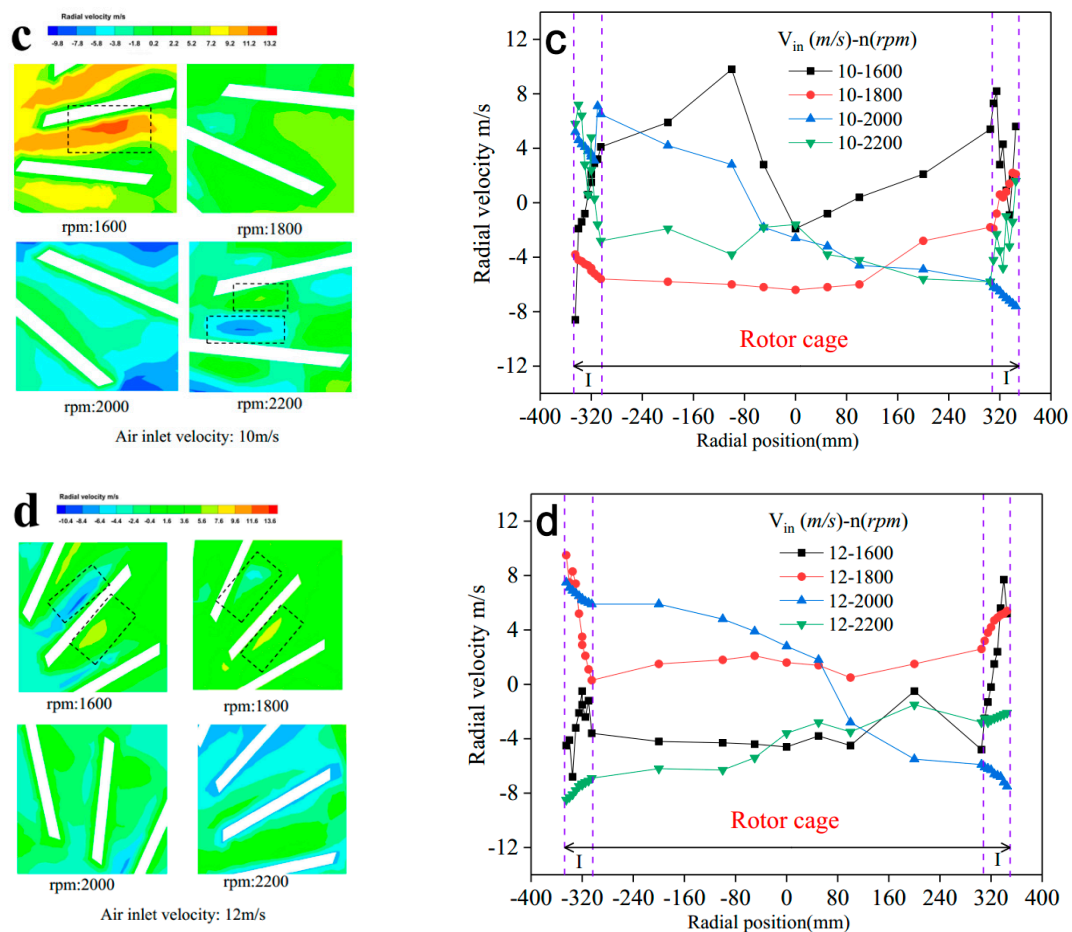 c
Radial velocity m/s
-9.8 -7.8 -5.8 -3.8 -1.8 0.2 2.2 5.2 7.2 9.2 11.2 13.2
rpm:1600
rpm:1800
rpm:2000
rpm:2200
Air inlet velocity: 10m/s
c
Vin (m/s)-n(rpm)
10-1600
10-1800
10-2000
10-2200
Radial velocity m/s
12
8
4
0
-4
-8
-12
Rotor cage
I
I
-400 -320 -240 -160 -80 0 80 160 240 320 400
Radial position(mm)
d
Radial velocity m/s
-10.4 -8.4 -6.4 -4.4 -2.4 -0.4 1.6 5.6 7.6 9.6 11.6 13.6
rpm:1600
rpm:1800
rpm:2000
rpm:2200
Air inlet velocity: 12m/s
d
Vin (m/s)-n(rpm)
12-1600
12-1800
12-2000
12-2200
Radial velocity m/s
12
8
4
0
-4
-8
-12
Rotor cage
I
I
-400 -320 -240 -160 -80 0 80 160 240 320 400
Radial position(mm)